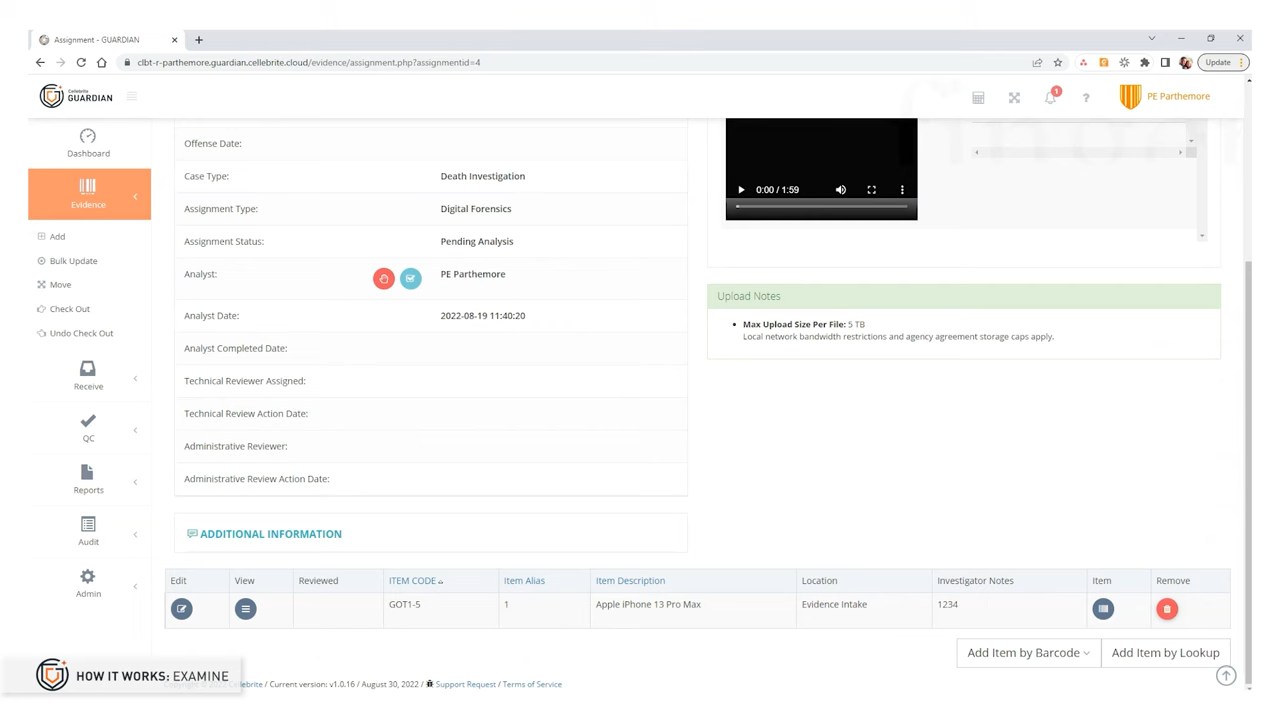 Assignment - GUARDIAN
clbt-r-parthemore.guardian.cellebrite.cloud/evidence/assignment.php?assignmentid=4
Update
Cellebrite
GUARDIAN
1
?
PE Parthemore
Dashboard
Evidence
Add
Bulk Update
Move
Check Out
Undo Check Out
Receive
QC
Reports
Audit
Admin
Offense Date:
Case Type: Death Investigation
Assignment Type: Digital Forensics
Assignment Status: Pending Analysis
Analyst: PE Parthemore
Analyst Date: 2022-08-19 11:40:20
Analyst Completed Date:
Technical Reviewer Assigned:
Technical Review Action Date:
Administrative Reviewer:
Administrative Review Action Date:
ADDITIONAL INFORMATION
0:00 / 1:59
Upload Notes
Max Upload Size Per File: 5 TB
Local network bandwidth restrictions and agency agreement storage caps apply.
Edit View Reviewed ITEM CODE Item Alias Item Description Location Investigator Notes Item Remove
GOT1-5 1 Apple iPhone 13 Pro Max Evidence Intake 1234
Add Item by Barcode Add Item by Lookup
HOW IT WORKS: EXAMINE
Cellebrite / Current version: v1.0.16 / August 30, 2022 / Support Request / Terms of Service